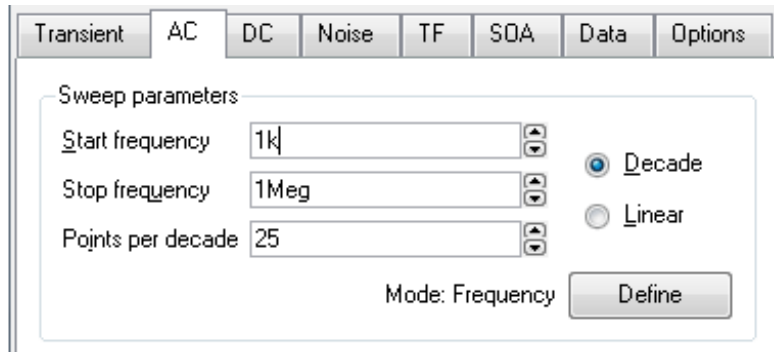 Transient AC DC Noise TF SOA Data Options
Sweep parameters
Start frequency 1k
Decade
Stop frequency 1Meg
Linear
Points per decade 25
Mode: Frequency Define